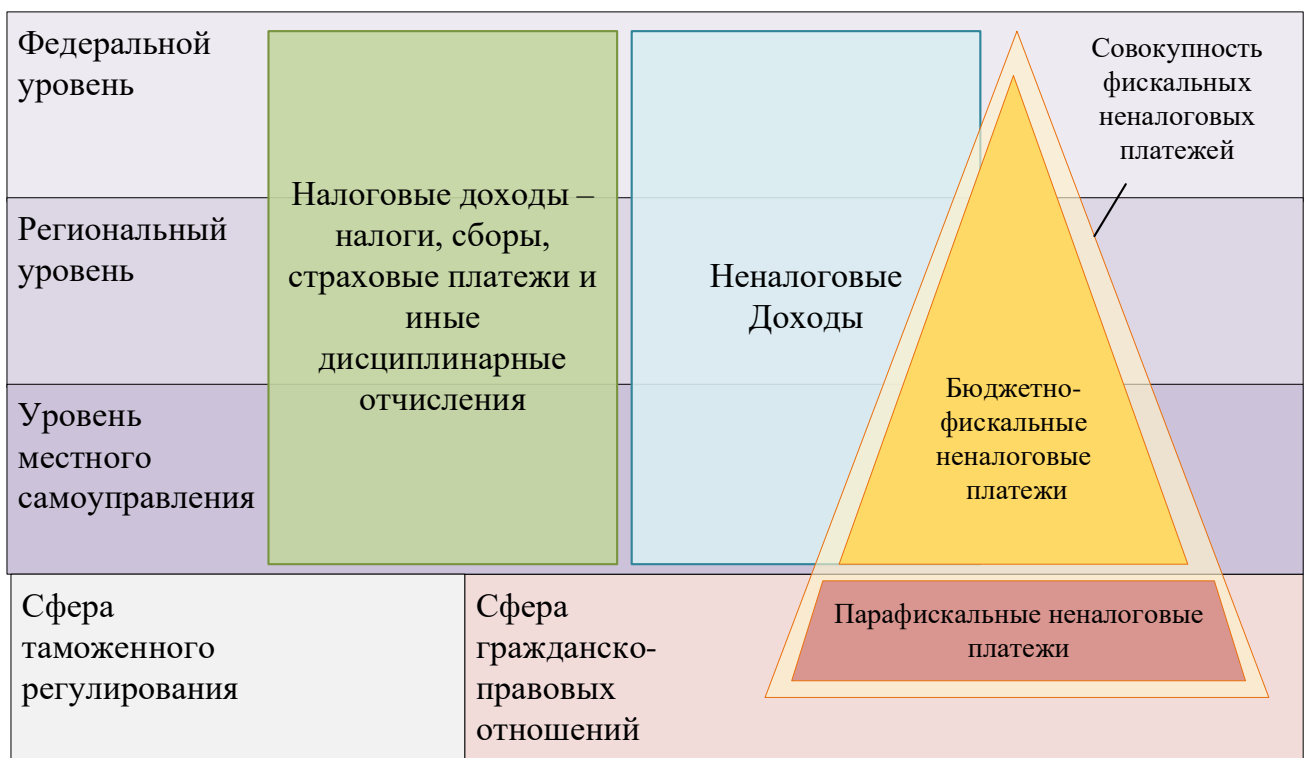 Федеральной
уровень
Региональный
уровень
Уровень
местного
самоуправления
Налоговые доходы –
налоги, сборы,
страховые платежи и
иные
дисциплинарные
отчисления
Неналоговые
Доходы
Совокупность
фискальных
неналоговых
платежей
Бюджетно-
фискальные
неналоговые
платежи
Парафискальные неналоговые
платежи
Сфера
таможенного
регулирования
Сфера
гражданско-
правовых
отношений